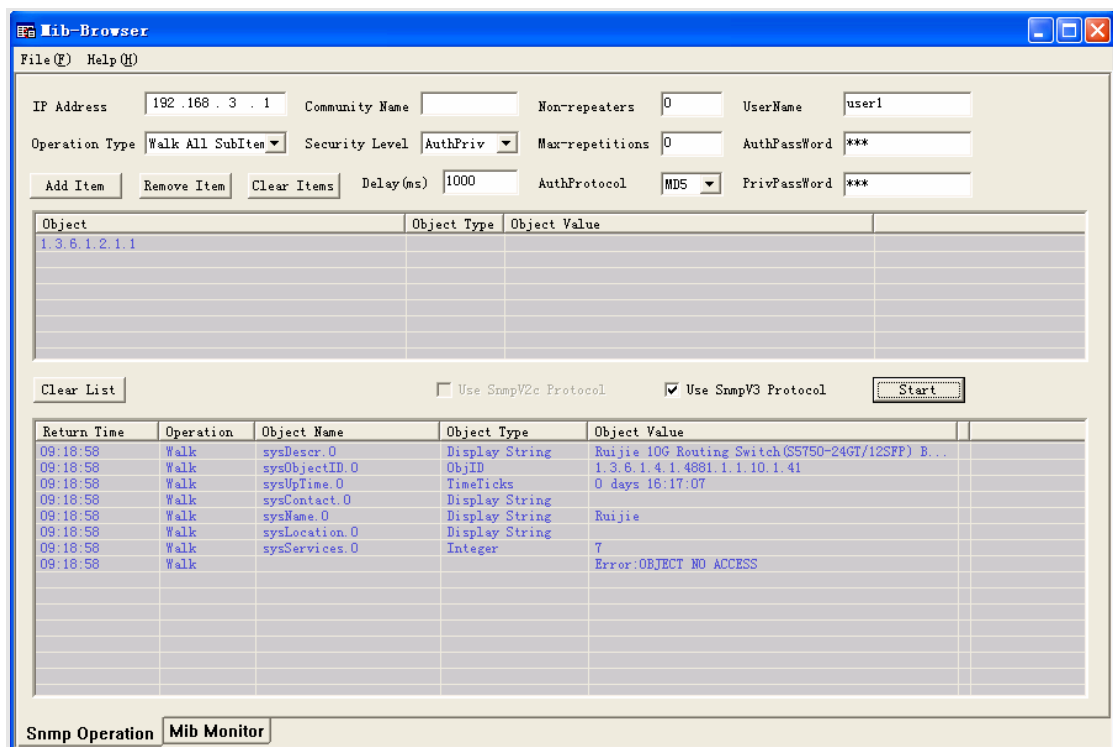 Mib-Browser
File(F) Help(H)
IP Address 192 .168 . 3 . 1 Community Name Non-repeaters 0 UserName user1
Operation Type Walk All SubItem Security Level AuthPriv Max-repetitions 0 AuthPassWord ***
Add Item Remove Item Clear Items Delay(ms) 1000 AuthProtocol MD5 PrivPassWord ***
Object Object Type Object Value
1.3.6.1.2.1.1
Clear List Use SnmpV2c Protocol Use SnmpV3 Protocol Start
Return Time Operation Object Name Object Type Object Value
09:18:58 Walk sysDescr.0 Display String Ruijie 10G Routing Switch(S5750-24GT/12SFP) B...
09:18:58 Walk sysObjectID.0 ObjID 1.3.6.1.4.1.4881.1.1.10.1.41
09:18:58 Walk sysUpTime.0 TimeTicks 0 days 16:17:07
09:18:58 Walk sysContact.0 Display String
09:18:58 Walk sysName.0 Display String Ruijie
09:18:58 Walk sysLocation.0 Display String
09:18:58 Walk sysServices.0 Integer 7
09:18:58 Walk Error:OBJECT NO ACCESS
Snmp Operation Mib Monitor